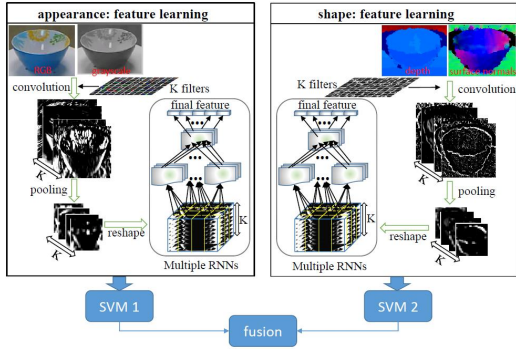 appearance: feature learning
RGB
grayscale
convolution
K filters
final feature
K
pooling
K
reshape
K
Multiple RNNs
SVM 1
shape: feature learning
depth
surface normals
K filters
convolution
final feature
K
pooling
K
reshape
K
Multiple RNNs
SVM 2
fusion